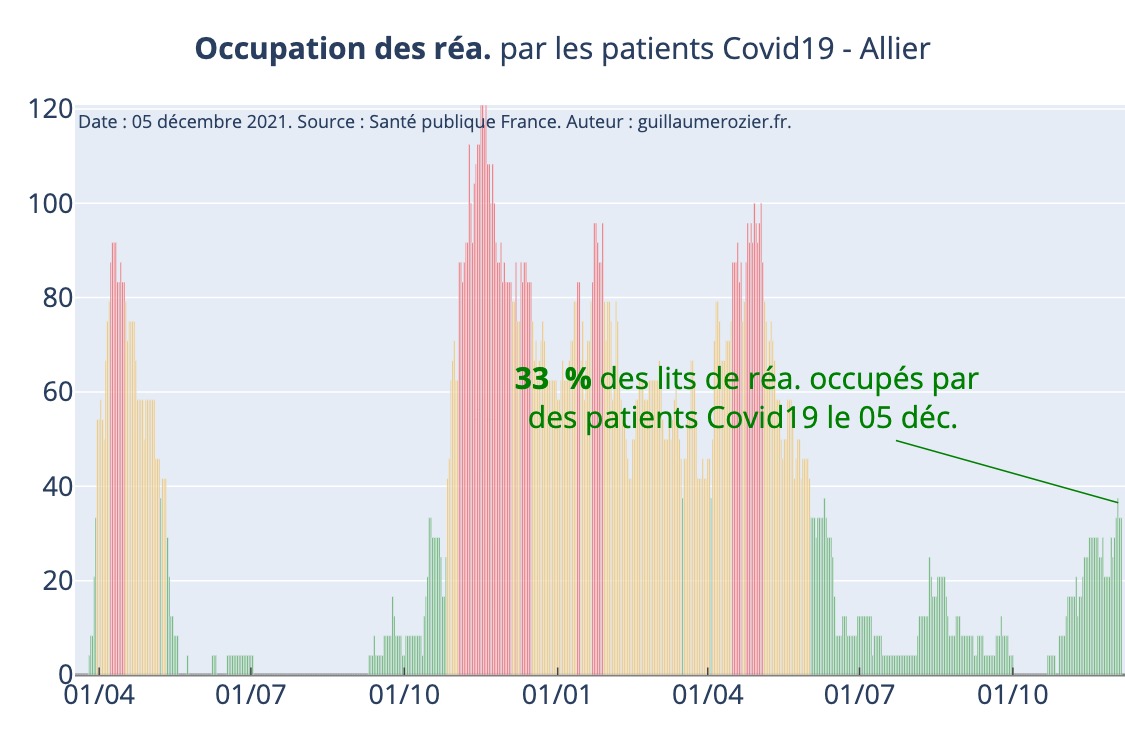 Occupation des réa. par les patients Covid19 - Allier
120
Date : 05 décembre 2021. Source : Santé publique France. Auteur : guillaumerozier.fr.
100
80
60
33 % des lits de réa. occupés par
des patients Covid19 le 05 déc.
40
20
0
01/04 01/07 01/10 01/01 01/04 01/07 01/10